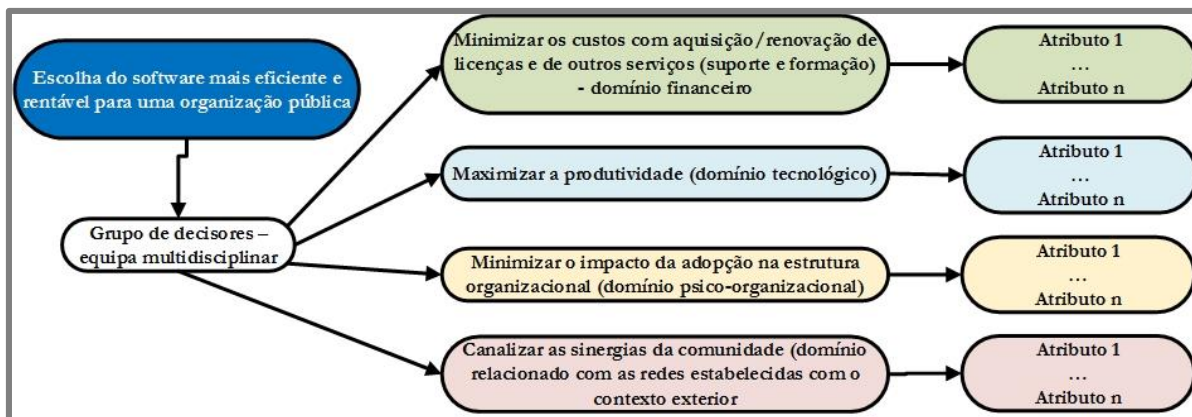 Escolha do software mais eficiente e
rentável para uma organização pública
Grupo de decisores –
equipa multidisciplinar
Minimizar os custos com aquisição/renovação de
licenças e de outros serviços (suporte e formação)
- domínio financeiro
Atributo 1
...
Atributo n
Maximizar a produtividade (domínio tecnológico)
Atributo 1
...
Atributo n
Minimizar o impacto da adopção na estrutura
organizacional (domínio psico-organizacional)
Atributo 1
...
Atributo n
Canalizar as sinergias da comunidade (domínio
relacionado com as redes estabelecidas com o
contexto exterior
Atributo 1
...
Atributo n